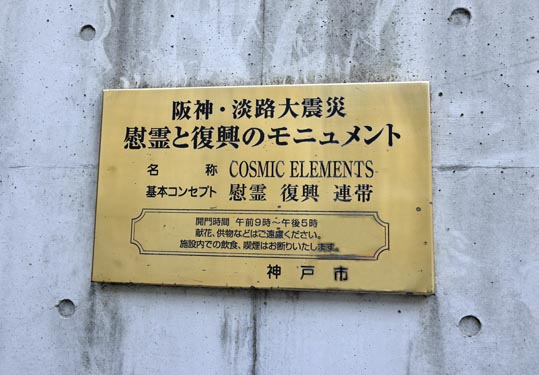 阪神・淡路大震災
慰霊と復興のモニュメント
名 称 COSMIC ELEMENTS
基本コンセプト 慰霊 復興 連帯
開門時間 午前9時～午後5時
献花、供物などはご遠慮ください。
施設内での飲食、喫煙はお断りいたします。
神戸市